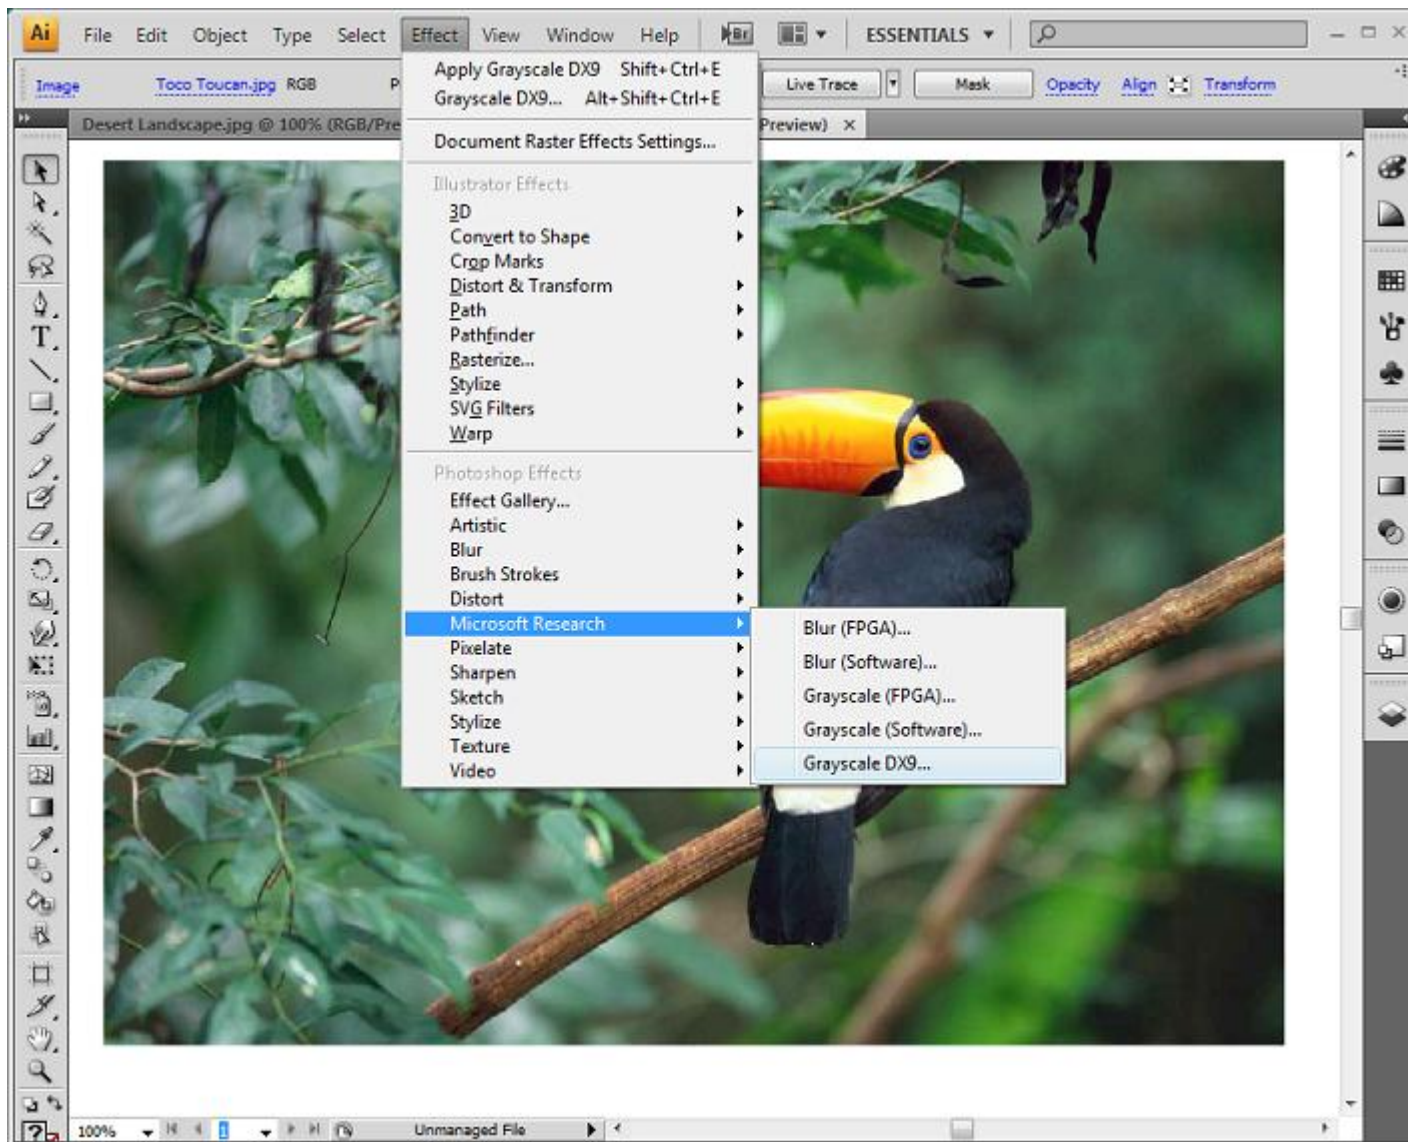 Ai File Edit Object Type Select Effect View Window Help Br ESSENTIALS
Image Toco Toucan.jpg RGB P Live Trace Mask Opacity Align Transform
Desert Landscape.jpg @ 100% (RGB/Pre Preview) ×
Apply Grayscale DX9 Shift+Ctrl+E
Grayscale DX9... Alt+Shift+Ctrl+E
Document Raster Effects Settings...
Illustrator Effects
3D
Convert to Shape
Crop Marks
Distort & Transform
Path
Pathfinder
Rasterize...
Stylize
SVG Filters
Warp
Photoshop Effects
Effect Gallery...
Artistic
Blur
Brush Strokes
Distort
Microsoft Research
Pixelate
Sharpen
Sketch
Stylize
Texture
Video
Blur (FPGA)...
Blur (Software)...
Grayscale (FPGA)...
Grayscale (Software)...
Grayscale DX9...
100% 1 Unmanaged File